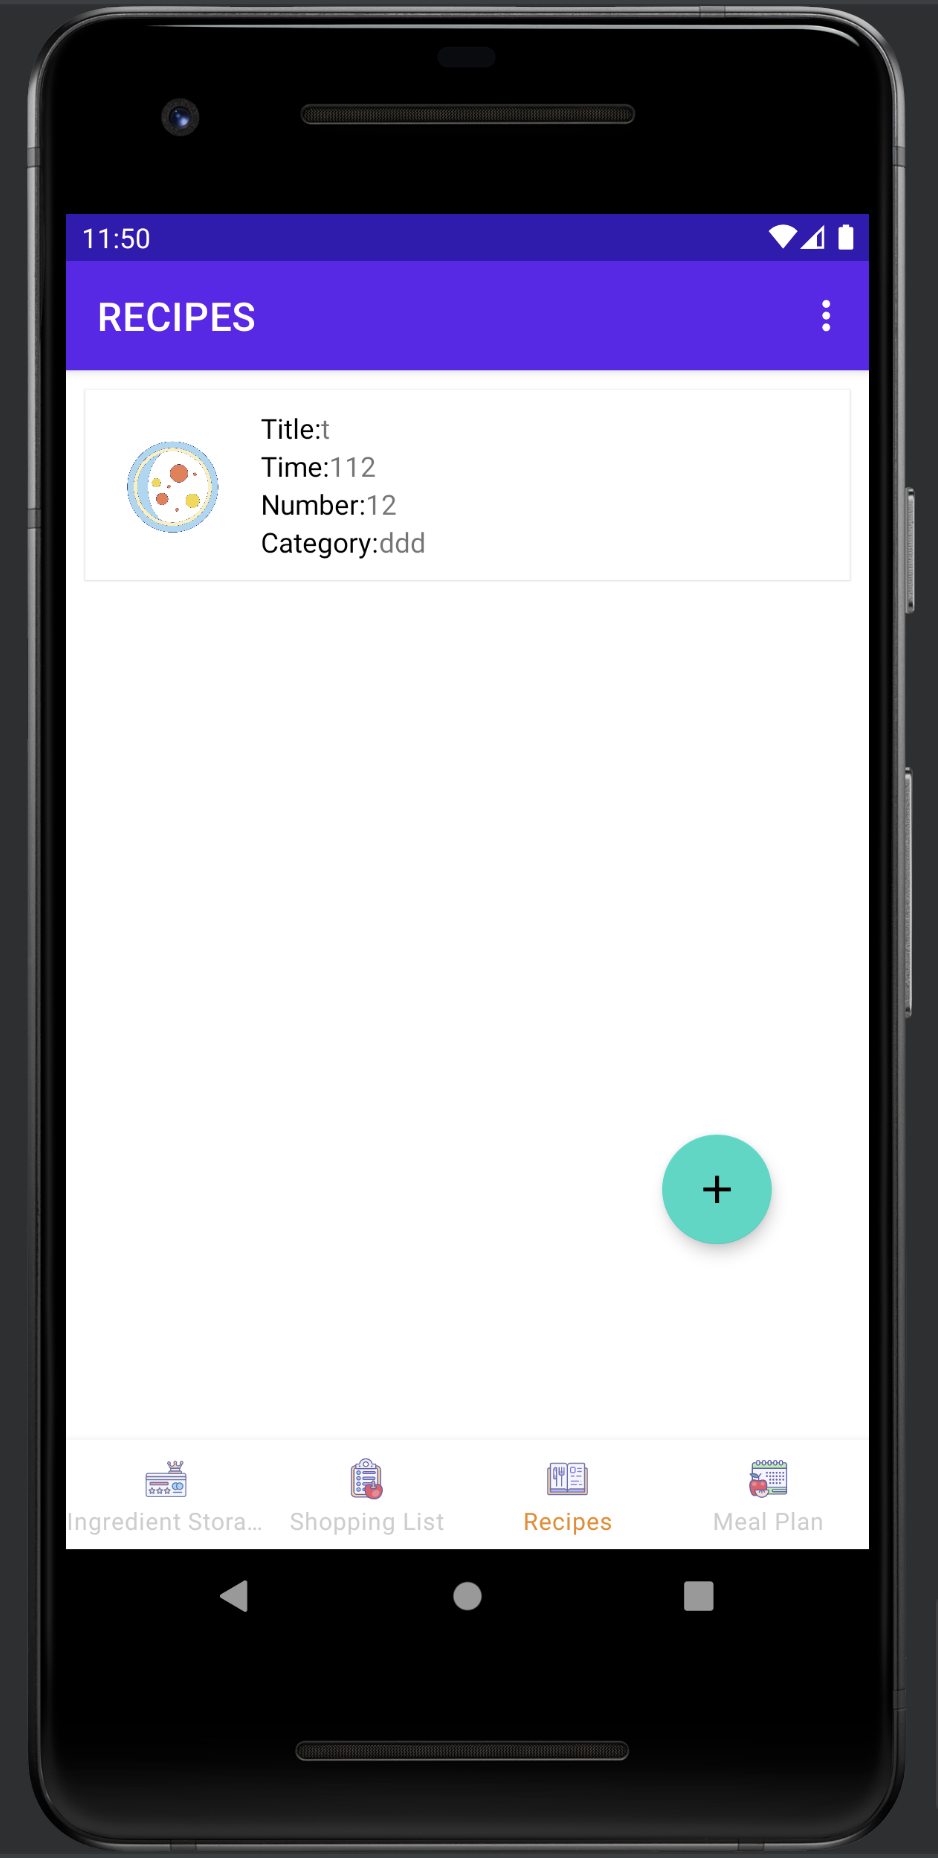 11:50
RECIPES
Title:t
Time:112
Number:12
Category:ddd
Ingredient Stora...
Shopping List
Recipes
Meal Plan